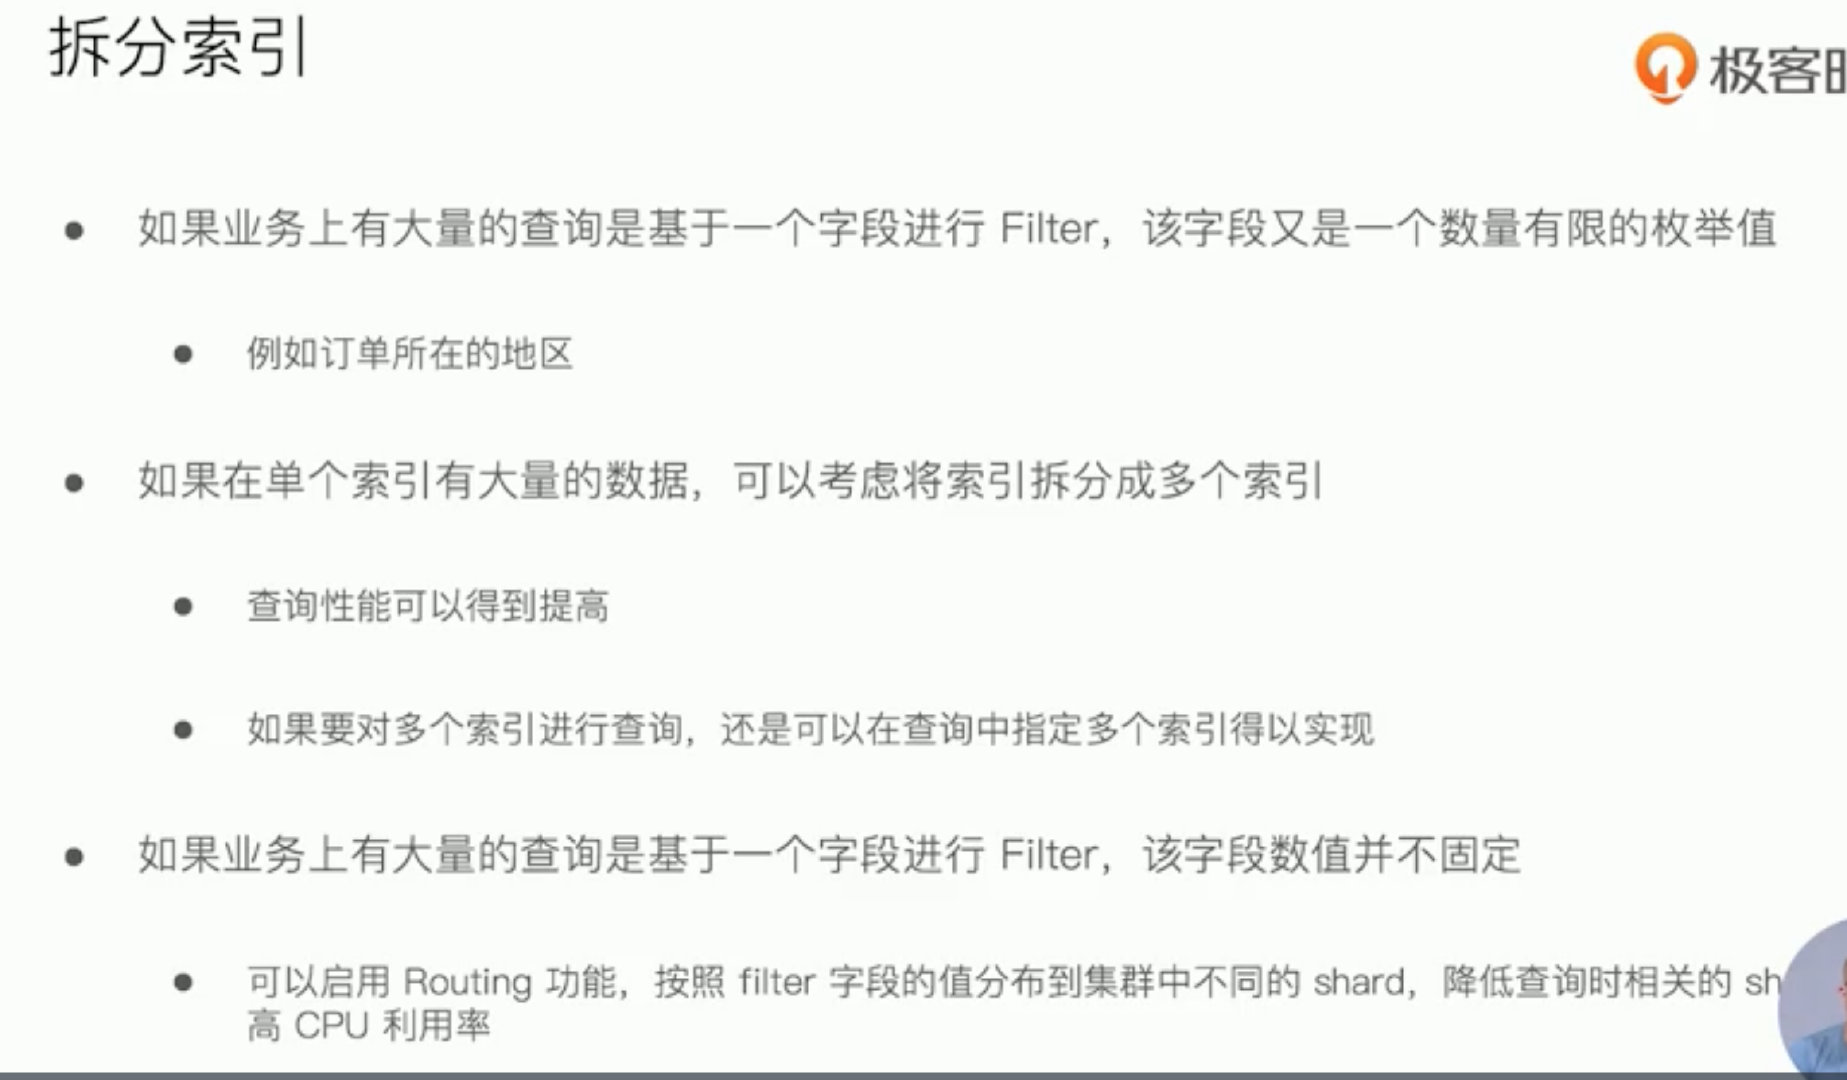 拆分索引
极客
如果业务上有大量的查询是基于一个字段进行 Filter，该字段又是一个数量有限的枚举值
例如订单所在的地区
如果在单个索引有大量的数据，可以考虑将索引拆分成多个索引
查询性能可以得到提高
如果要对多个索引进行查询，还是可以在查询中指定多个索引得以实现
如果业务上有大量的查询是基于一个字段进行 Filter，该字段数值并不固定
可以启用 Routing 功能，按照 filter 字段的值分布到集群中不同的 shard，降低查询时相关的 sh
高 CPU 利用率